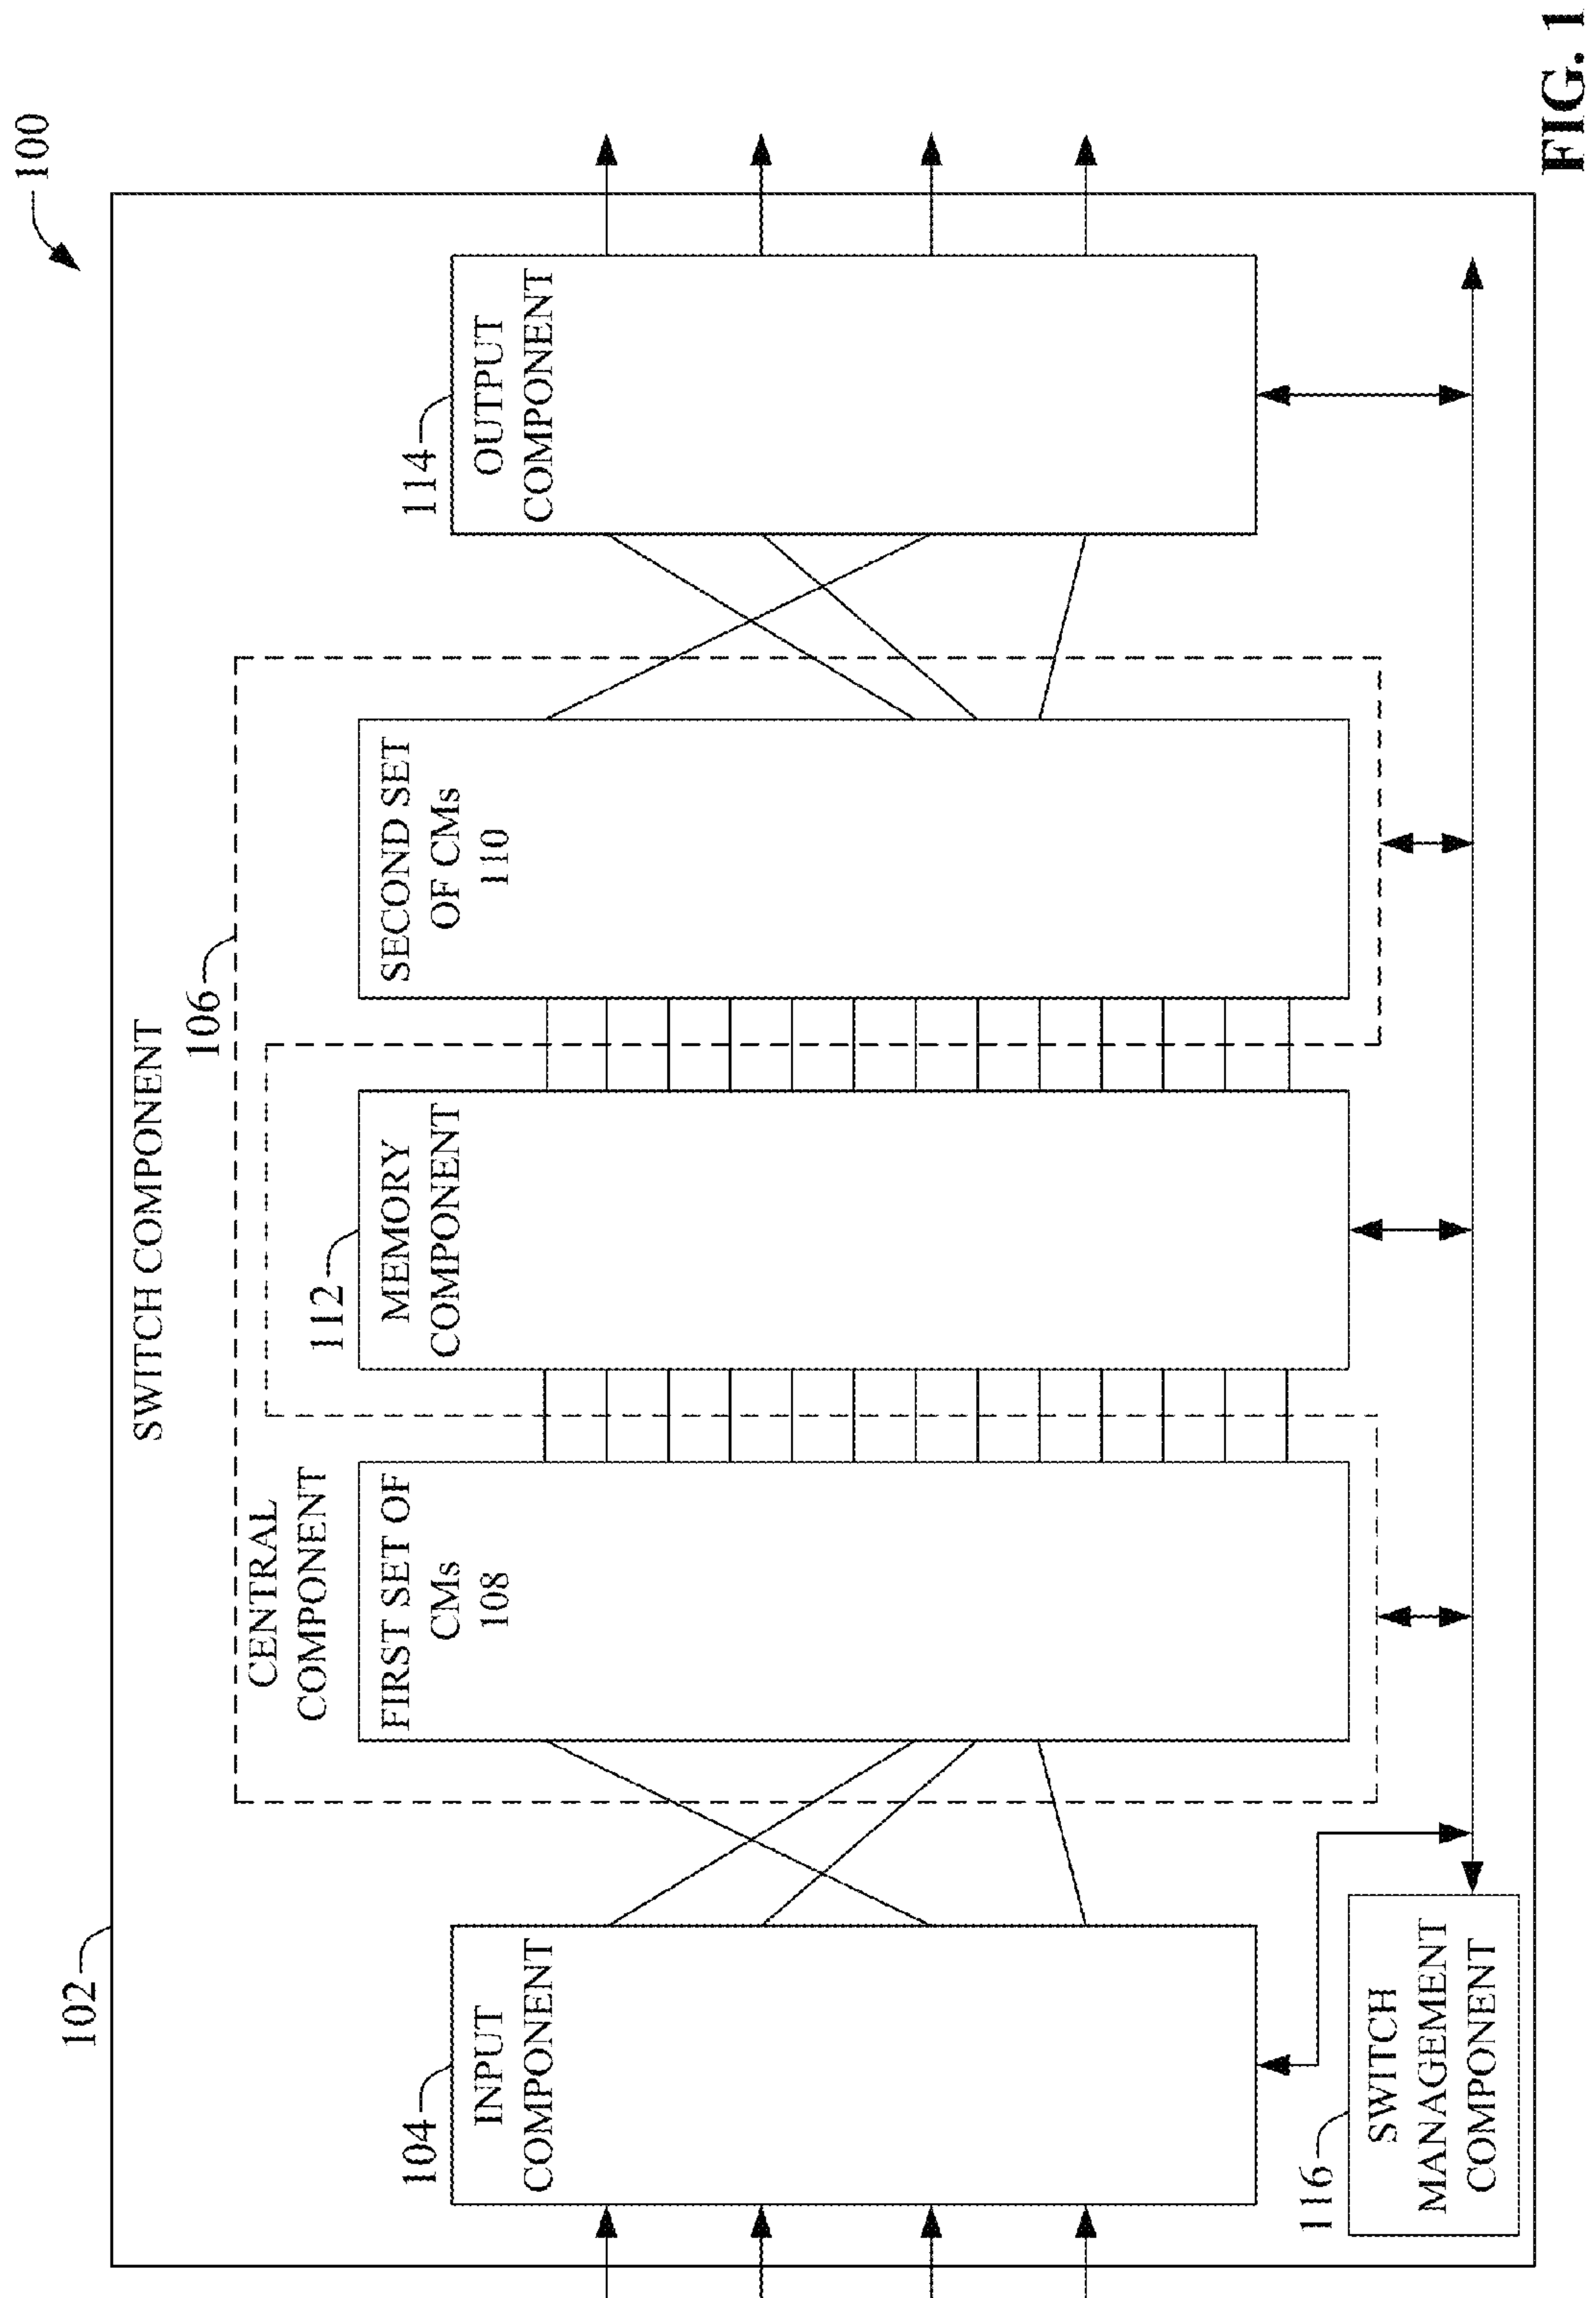 100
102
SWITCH COMPONENT
106
CENTRAL
COMPONENT
104
INPUT
COMPONENT
FIRST SET OF
CMs
108
112
MEMORY
COMPONENT
SECOND SET
OF CMs
110
114
OUTPUT
COMPONENT
116
SWITCH
MANAGEMENT
COMPONENT
FIG. 1